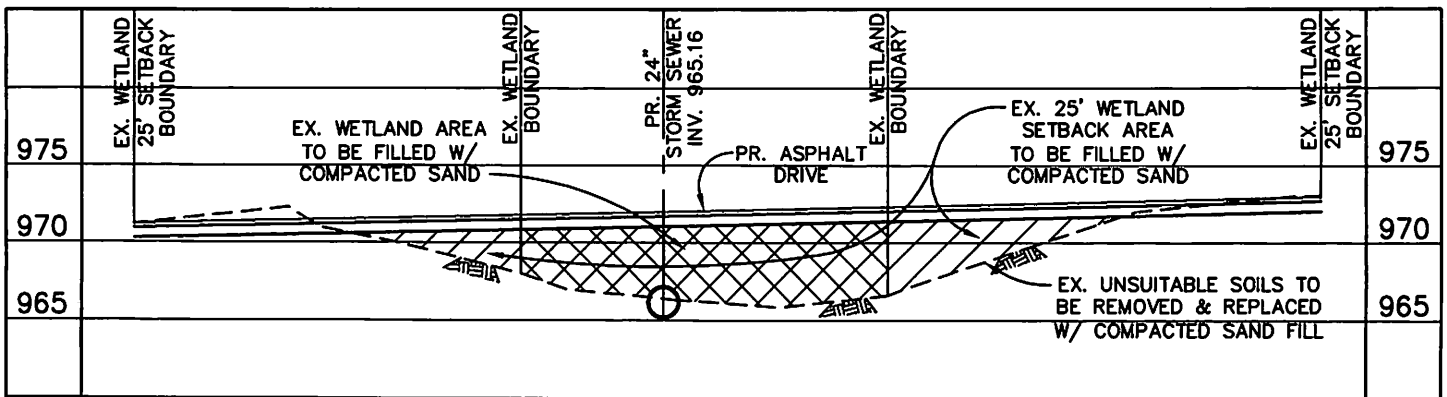 EX. WETLAND
25' SETBACK
BOUNDARY
EX. WETLAND
BOUNDARY
PR. 24"
STORM SEWER
INV. 965.16
EX. WETLAND
BOUNDARY
EX. WETLAND
25' SETBACK
BOUNDARY
EX. WETLAND AREA
TO BE FILLED W/
COMPACTED SAND
PR. ASPHALT
DRIVE
EX. 25' WETLAND
SETBACK AREA
TO BE FILLED W/
COMPACTED SAND
975
975
970
970
EX. UNSUITABLE SOILS TO
BE REMOVED & REPLACED
W/ COMPACTED SAND FILL
965
965